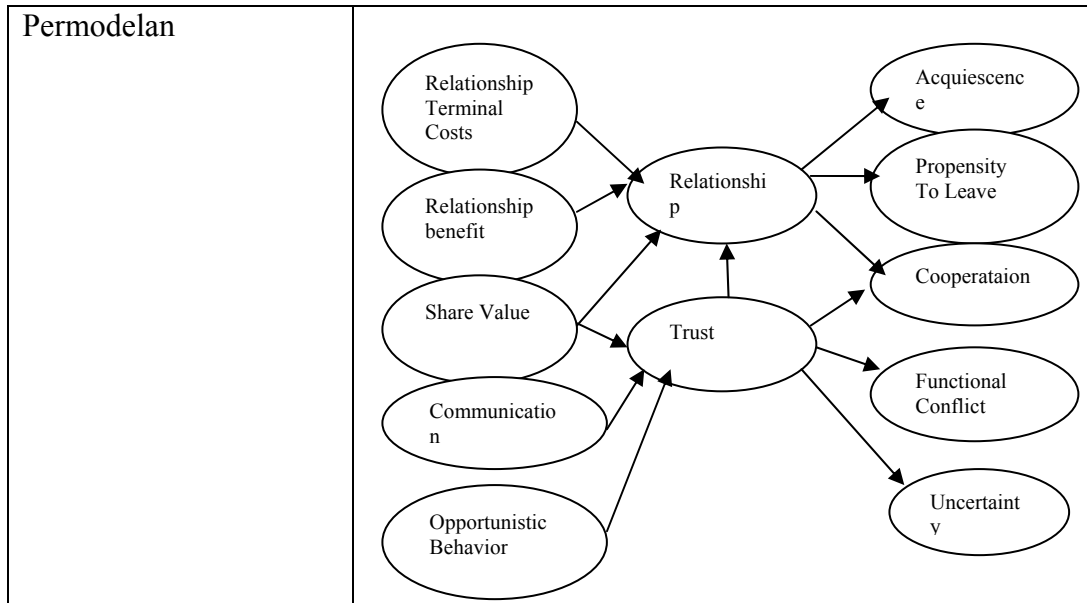 Permodelan
Relationship
Terminal
Costs
Relationship
benefit
Share Value
Communicatio
n
Opportunistic
Behavior
Relationshi
p
Trust
Acquiescenc
e
Propensity
To Leave
Cooperataion
Functional
Conflict
Uncertaint
y